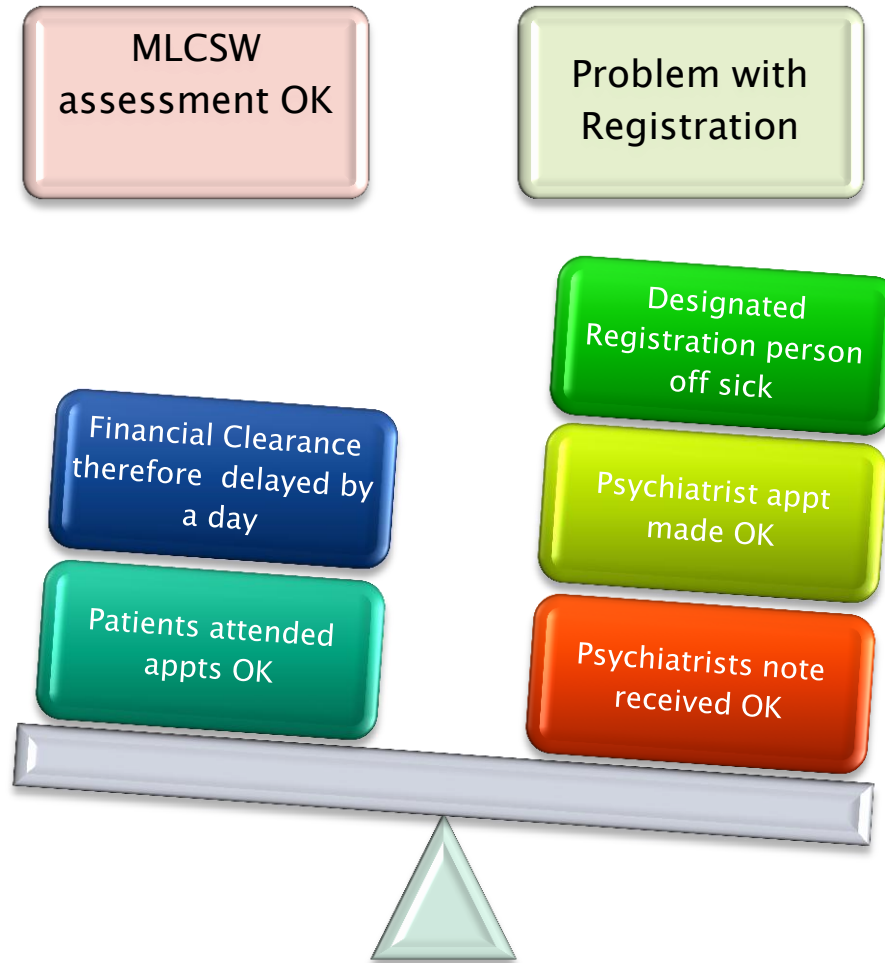 MLCSW
assessment OK
Problem with
Registration
Financial Clearance
therefore  delayed by
a day
Patients attended
appts OK
Designated
Registration person
off sick
Psychiatrist appt
made OK
Psychiatrists note
received OK